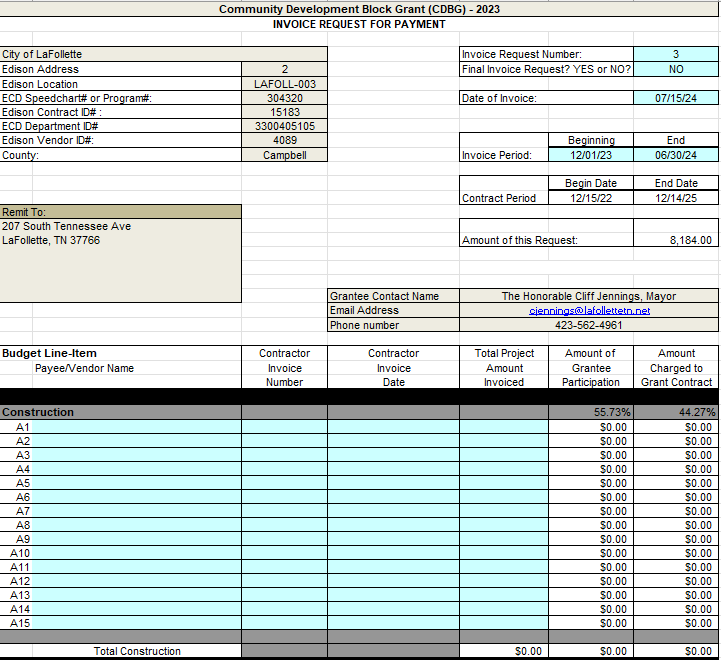 Community Development Block Grant (CDBG) - 2023
INVOICE REQUEST FOR PAYMENT
City of LaFollette
Invoice Request Number: 3
Edison Address 2
Final Invoice Request? YES or NO? NO
Edison Location LAFOLL-003
ECD Speedchart# or Program#: 304320
Date of Invoice: 07/15/24
Edison Contract ID# : 15183
ECD Department ID# 3300405105
Edison Vendor ID#: 4089
Beginning End
County: Campbell
Invoice Period: 12/01/23 06/30/24
Begin Date End Date
Contract Period 12/15/22 12/14/25
Remit To:
207 South Tennessee Ave
LaFollette, TN 37766
Amount of this Request: 8,184.00
Grantee Contact Name The Honorable Cliff Jennings, Mayor
Email Address cjennings@lafollettetn.net
Phone number 423-562-4961
Budget Line-Item Contractor Contractor Total Project Amount of Amount
Payee/Vendor Name Invoice Invoice Amount Grantee Charged to
Number Date Invoiced Participation Grant Contract
Construction 55.73% 44.27%
A1 $0.00 $0.00
A2 $0.00 $0.00
A3 $0.00 $0.00
A4 $0.00 $0.00
A5 $0.00 $0.00
A6 $0.00 $0.00
A7 $0.00 $0.00
A8 $0.00 $0.00
A9 $0.00 $0.00
A10 $0.00 $0.00
A11 $0.00 $0.00
A12 $0.00 $0.00
A13 $0.00 $0.00
A14 $0.00 $0.00
A15 $0.00 $0.00
Total Construction $0.00 $0.00 $0.00